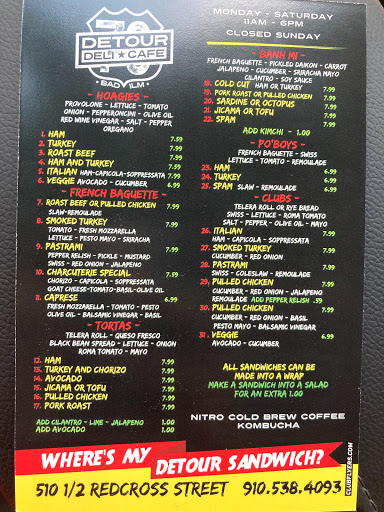 DETOUR
DELI CAFE
BAD ILM
- HOAGIES -
PROVOLONE - LETTUCE - TOMATO
ONION - PEPPERONCINI - OLIVE OIL
RED WINE VINEGAR - SALT - PEPPER
OREGANO
1. HAM 7.59
2. TURKEY 7.99
3. ROAST BEEF 7.99
4. HAM AND TURKEY 7.99
5. ITALIAN HAM-CAPICOLA-SOPPRESSATA 7.99
6. VEGGIE AVOCADO - CUCUMBER 6.99
- FRENCH BAGUETTE -
7. ROAST BEEF OR PULLED CHICKEN 7.99
SLAW-REMOULADE
8. SMOKED TURKEY 7.99
TOMATO - FRESH MOZZARELLA
LETTUCE - PESTO MAYO - SRIRACHA
9. PASTRAMI 7.99
PEPPER RELISH - PICKLE - MUSTARD
SWISS - RED ONION - JALAPENO
10. CHARCUTERIE SPECIAL 7.59
CHORIZO - CAPICOLA - SOPPRESSATA
GOAT CHEESE-TOMATO-BASIL-OLIVE OIL
11. CAPRESE 6.99
FRESH MOZZARELLA - TOMATO - PESTO
OLIVE OIL - BALSAMIC VINEGAR - BASIL
- TORTAS -
TELERA ROLL - QUESO FRESCO
BLACK BEAN SPREAD - LETTUCE - ONION
ROMA TOMATO - MAYO
12. HAM 7.99
13. TURKEY AND CHORIZO 7.99
14. AVOCADO 7.99
15. JICAMA OR TOFU 7.99
16. PULLED CHICKEN 7.99
17. PORK ROAST 7.99
ADD CILANTRO - LIME - JALAPENO 1.00
ADD AVOCADO 1.00
MONDAY - SATURDAY
11AM - 6PM
CLOSED SUNDAY
- BANH MI -
FRENCH BAGUETTE - PICKLED DAIKON - CARROT
JALAPENO - CUCUMBER - SRIRACHA MAYO
CILANTRO - SOY SAUCE
18. COLD CUT HAM OR TURKEY 7.99
19. PORK ROAST OR PULLED CHICKEN 7.99
20. SARDINE OR OCTOPUS 7.99
21. JICAMA OR TOFU 7.99
22. SPAM 7.99
ADD KIMCHI - 1.00
- PO'BOYS -
FRENCH BAGUETTE - SWISS
LETTUCE - TOMATO - REMOULADE
23. HAM 7.99
24. TURKEY 7.99
25. SPAM SLAW - REMOULADE 6.99
- CLUBS -
TELERA ROLL OR RYE BREAD
SWISS - LETTUCE - ROMA TOMATO
SALT - PEPPER - OLIVE OIL - MAYO
26. ITALIAN 7.99
HAM - CAPICOLA - SOPPRESSATA
27. SMOKED TURKEY 7.99
CUCUMBER - RED ONION
28. PASTRAMI 7.99
SWISS - COLESLAW - REMOULADE
29. PULLED CHICKEN 7.99
CUCUMBER - RED ONION - JALAPENO
REMOULADE ADD PEPPER RELISH .59
30. PULLED CHICKEN 7.99
CUCUMBER - RED ONION - BASIL
PESTO MAYO - BALSAMIC VINEGAR
31. VEGGIE 6.99
AVOCADO - CUCUMBER
ALL SANDWICHES CAN BE
MADE INTO A WRAP
MAKE A SANDWICH INTO A SALAD
FOR AN EXTRA 1.00
NITRO COLD BREW COFFEE
KOMBUCHA
CLUBFLYERS.COM
WHERE'S MY DETOUR SANDWICH?
510 1/2 REDCROSS STREET 910.538.4093